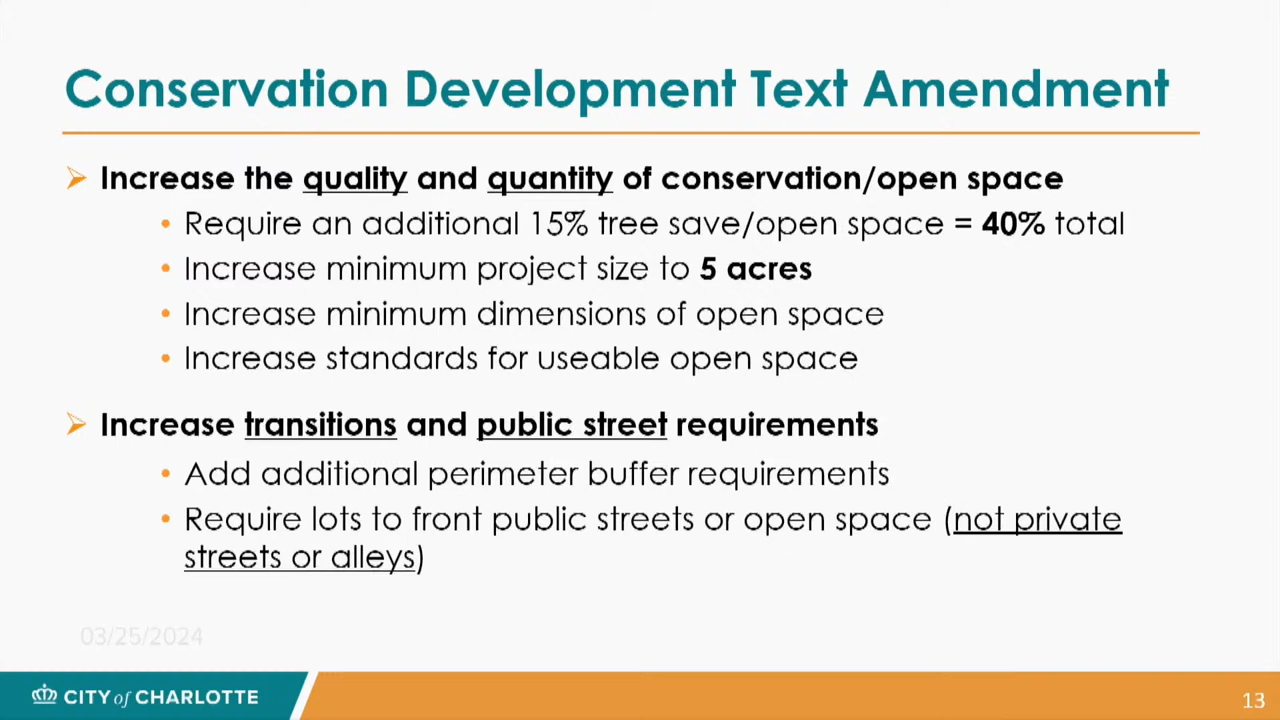 Conservation Development Text Amendment
Increase the quality and quantity of conservation/open space
Require an additional 15% tree save/open space = 40% total
Increase minimum project size to 5 acres
Increase minimum dimensions of open space
Increase standards for useable open space
Increase transitions and public street requirements
Add additional perimeter buffer requirements
Require lots to front public streets or open space (not private
streets or alleys)
03/25/2024
CITY of CHARLOTTE
13